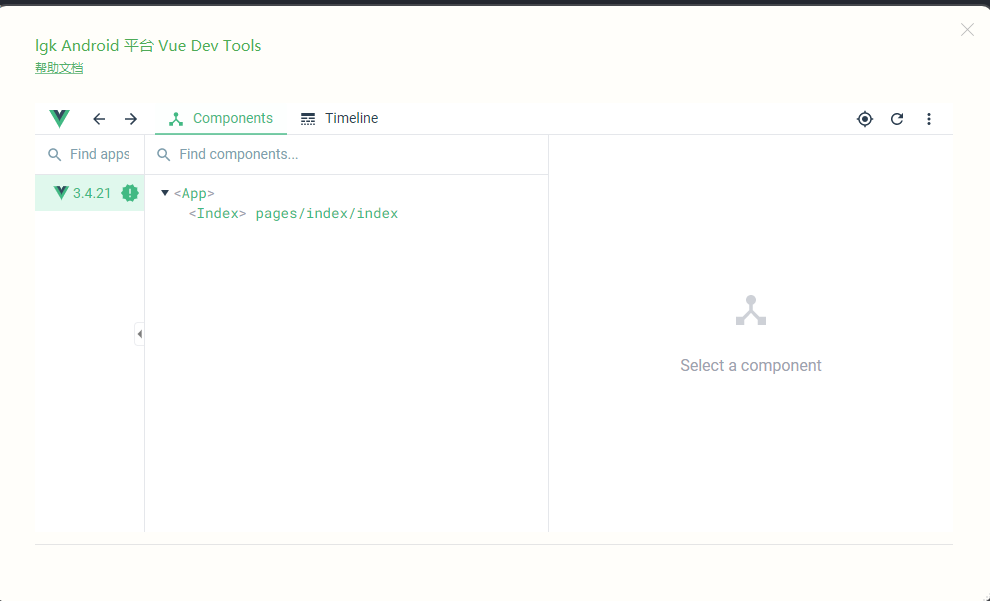 lgk Android 平台 Vue Dev Tools
帮助文档
Components
Timeline
Find apps
Find components...
3.4.21
<App>
<Index> pages/index/index
Select a component